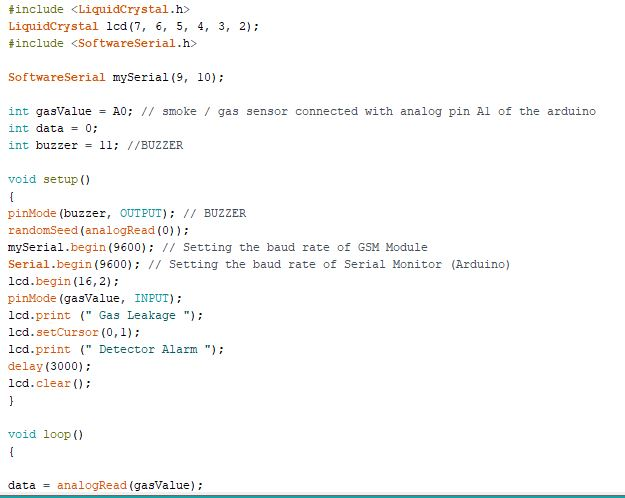 #include <LiquidCrystal.h>
LiquidCrystal lcd(7, 6, 5, 4, 3, 2);
#include <SoftwareSerial.h>
SoftwareSerial mySerial(9, 10);
int gasValue = A0; // smoke / gas sensor connected with analog pin A1 of the arduino
int data = 0;
int buzzer = 11; //BUZZER
void setup()
{
pinMode(buzzer, OUTPUT); // BUZZER
randomSeed(analogRead(0));
mySerial.begin(9600); // Setting the baud rate of GSM Module
Serial.begin(9600); // Setting the baud rate of Serial Monitor (Arduino)
lcd.begin(16,2);
pinMode(gasValue, INPUT);
lcd.print (" Gas Leakage ");
lcd.setCursor(0,1);
lcd.print (" Detector Alarm ");
delay(3000);
lcd.clear();
}
void loop()
{
data = analogRead(gasValue);